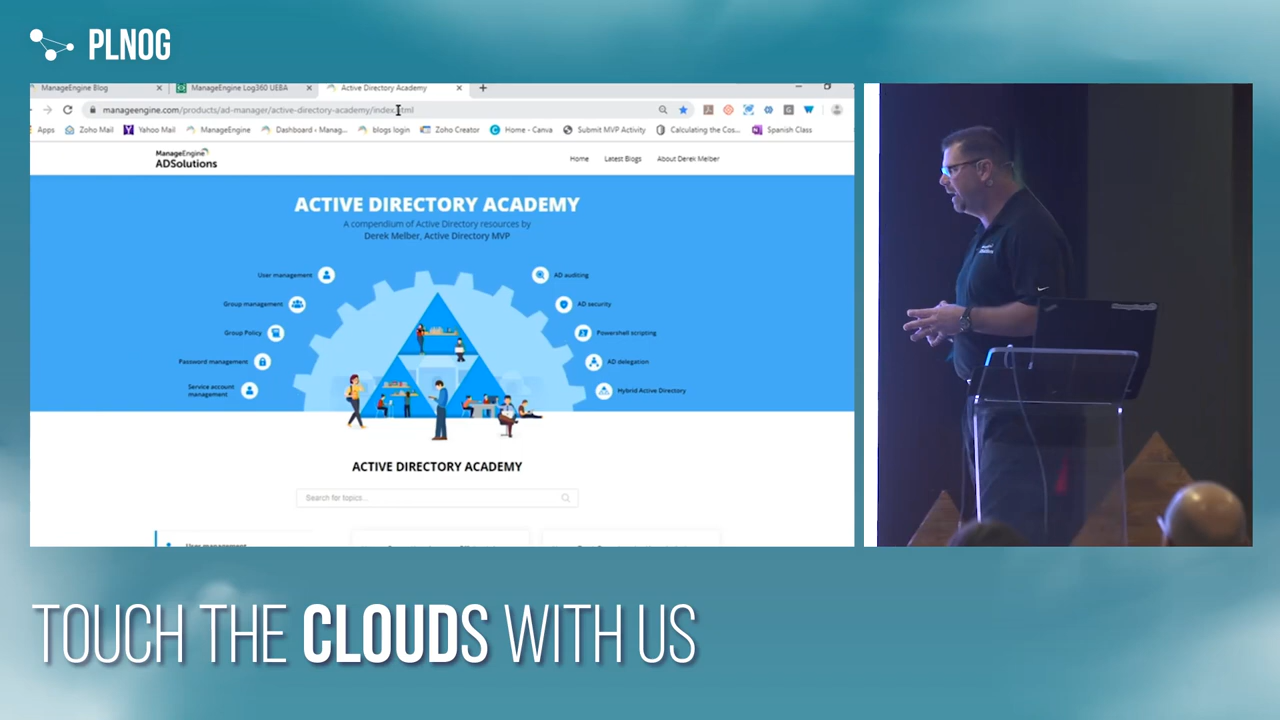 PLNOG
ManageEngine Blog
ManageEngine Log360 UEBA
Active Directory Academy
manageengine.com/products/ad-manager/active-directory-academy/index.html
Apps
Zoho Mail
Yahoo Mail
ManageEngine
Dashboard ‹ Manag...
blogs login
Zoho Creator
Home - Canva
Submit MVP Activity
Calculating the Cos...
Spanish Class
ManageEngine
ADSolutions
Home
Latest Blogs
About Derek Melber
ACTIVE DIRECTORY ACADEMY
A compendium of Active Directory resources by
Derek Melber, Active Directory MVP
User management
AD auditing
Group management
AD security
Group Policy
Powershell scripting
Password management
AD delegation
Service account
management
Hybrid Active Directory
ACTIVE DIRECTORY ACADEMY
Search for topics...
User management
TOUCH THE CLOUDS WITH US